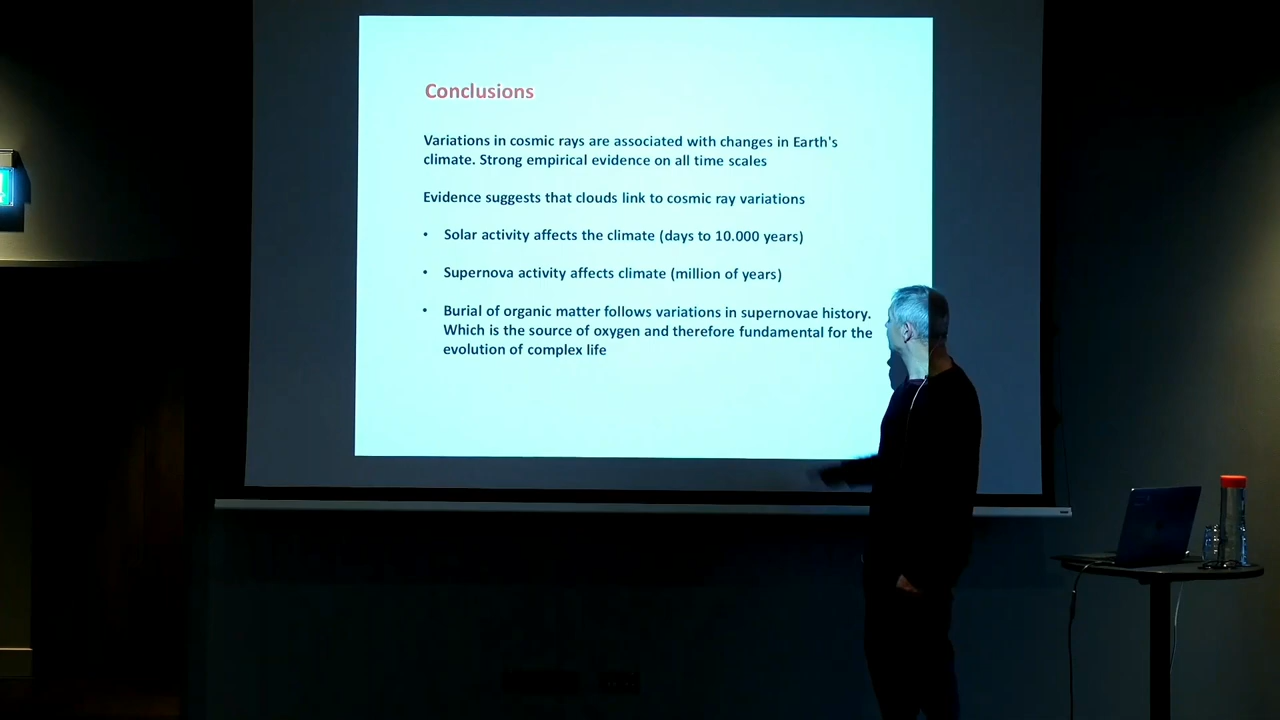 Conclusions
Variations in cosmic rays are associated with changes in Earth's
climate. Strong empirical evidence on all time scales
Evidence suggests that clouds link to cosmic ray variations
• Solar activity affects the climate (days to 10.000 years)
• Supernova activity affects climate (million of years)
• Burial of organic matter follows variations in supernovae history.
Which is the source of oxygen and therefore fundamental for the
evolution of complex life